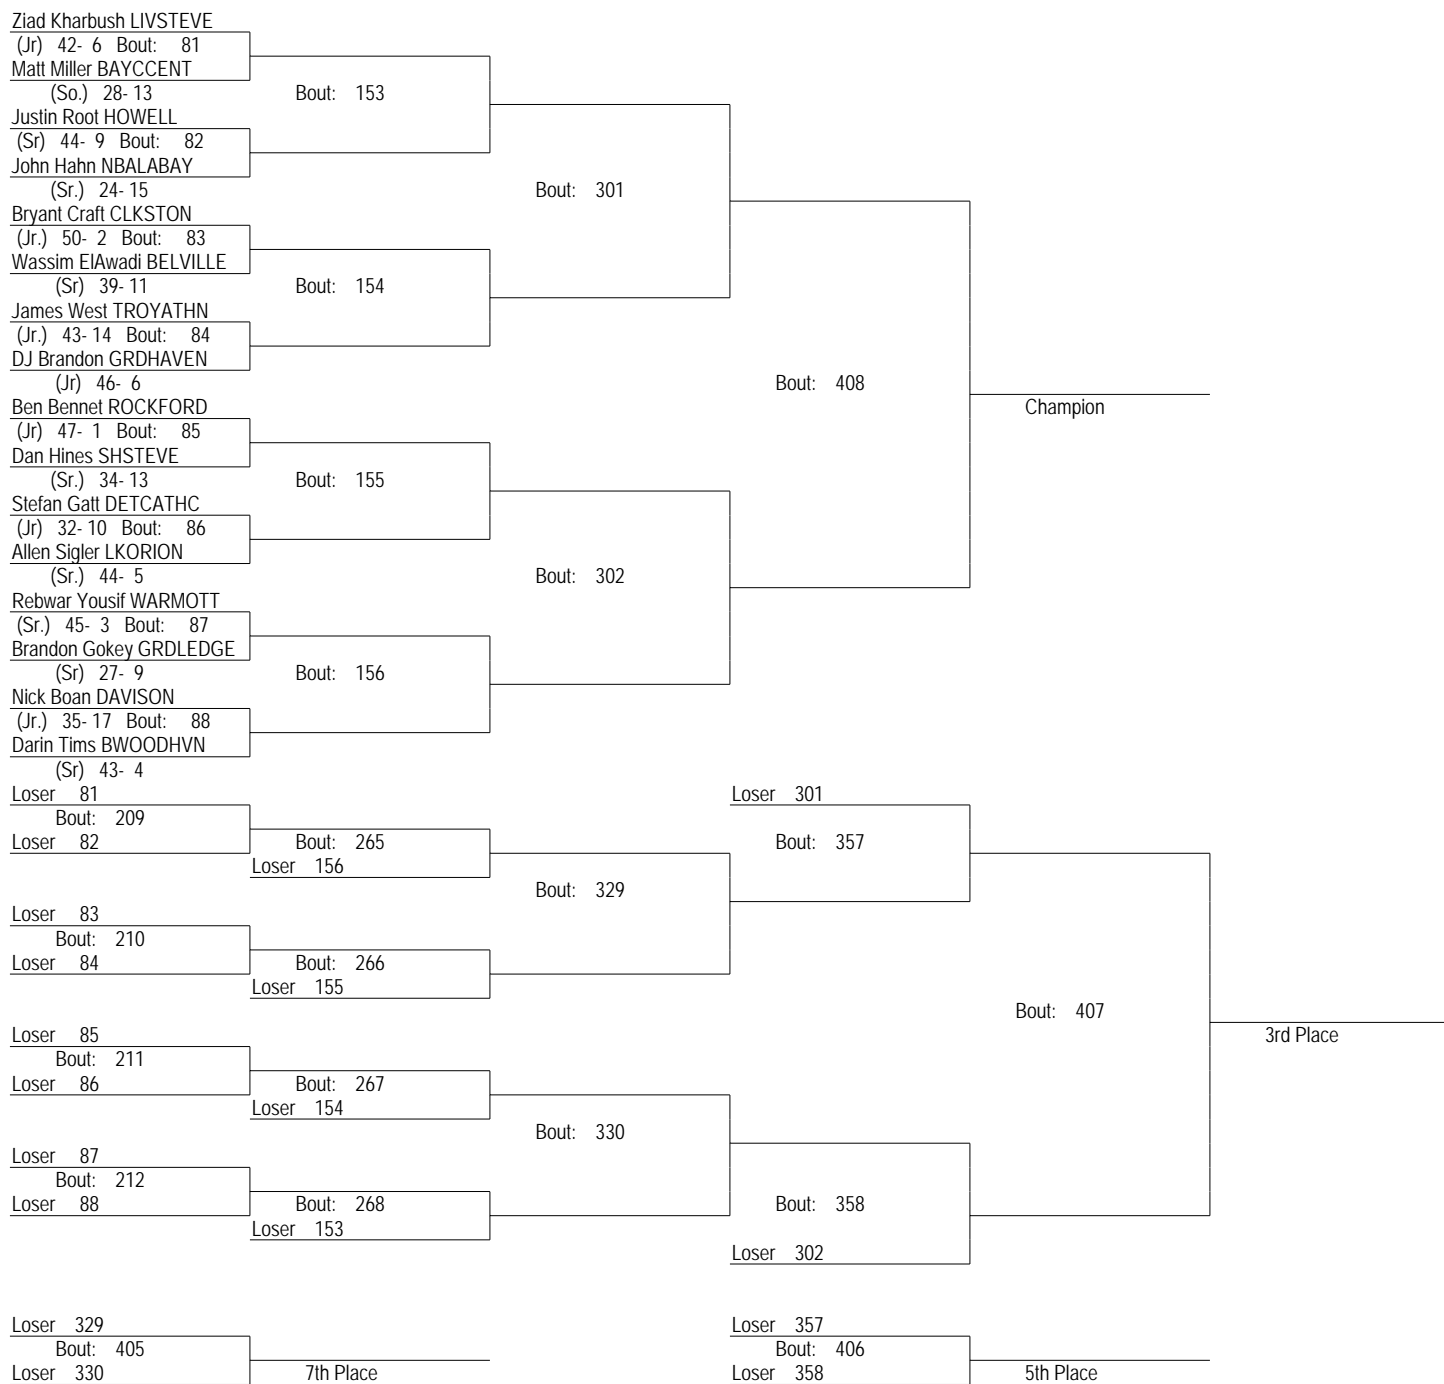 Ziad Kharbush LIVSTEVE
(Jr) 42- 6 Bout: 81
Matt Miller BAYCCENT
(So.) 28- 13 Bout: 153
Justin Root HOWELL
(Sr) 44- 9 Bout: 82
John Hahn NBALABAY
(Sr.) 24- 15 Bout: 301
Bryant Craft CLKSTON
(Jr.) 50- 2 Bout: 83
Wassim ElAwadi BELVILLE
(Sr) 39- 11 Bout: 154
James West TROYATHN
(Jr.) 43- 14 Bout: 84
DJ Brandon GRDHAVEN
(Jr) 46- 6 Bout: 408
Ben Bennet ROCKFORD Champion
(Jr) 47- 1 Bout: 85
Dan Hines SHSTEVE
(Sr.) 34- 13 Bout: 155
Stefan Gatt DETCATHC
(Jr) 32- 10 Bout: 86
Allen Sigler LKORION
(Sr.) 44- 5 Bout: 302
Rebwar Yousif WARMOTT
(Sr.) 45- 3 Bout: 87
Brandon Gokey GRDLEDGE
(Sr) 27- 9 Bout: 156
Nick Boan DAVISON
(Jr.) 35- 17 Bout: 88
Darin Tims BWOODHVN
(Sr) 43- 4
Loser 81 Loser 301
Bout: 209
Loser 82 Bout: 265 Bout: 357
Loser 156
Bout: 329
Loser 83
Bout: 210
Loser 84 Bout: 266
Loser 155
Bout: 407
Loser 85 3rd Place
Bout: 211
Loser 86 Bout: 267
Loser 154
Bout: 330
Loser 87
Bout: 212
Loser 88 Bout: 268 Bout: 358
Loser 153
Loser 302
Loser 329 Loser 357
Bout: 405 Bout: 406
Loser 330 7th Place Loser 358 5th Place